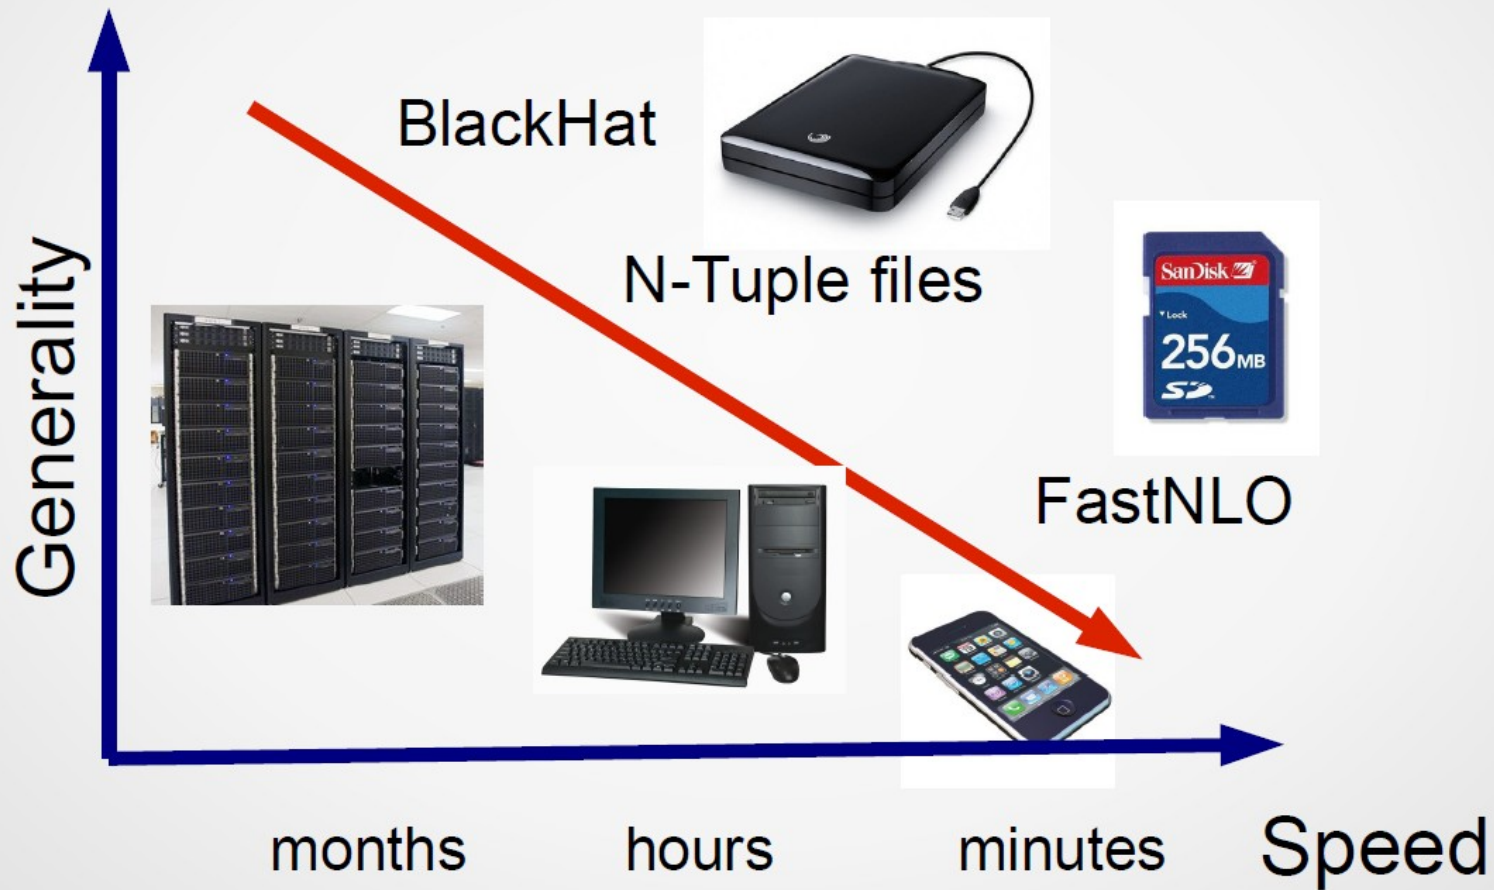 BlackHat
N-Tuple files
SanDisk
Lock
256MB
SD
FastNLO
Generality
months
hours
minutes
Speed